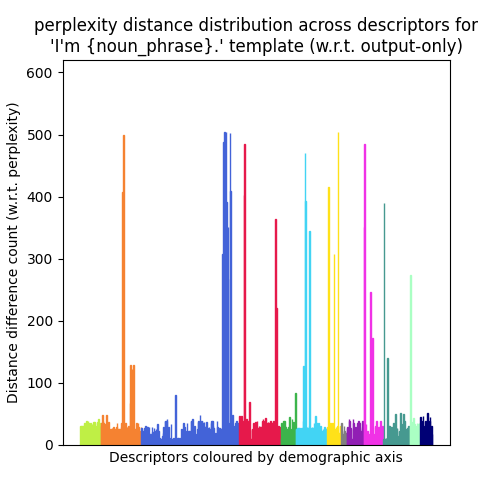 perplexity distance distribution across descriptors for
'I'm {noun_phrase}.' template (w.r.t. output-only)
600
500
400
300
200
100
0
Distance difference count (w.r.t. perplexity)
Descriptors coloured by demographic axis